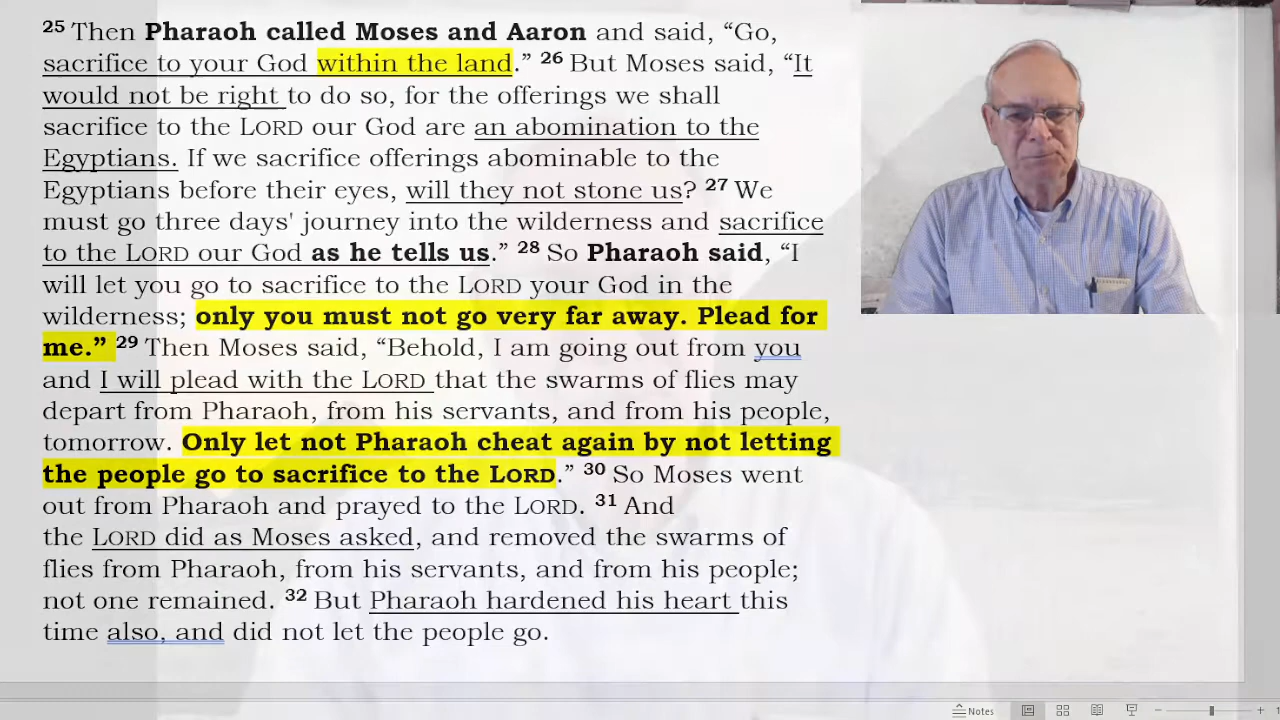 25 Then Pharaoh called Moses and Aaron and said, “Go,
sacrifice to your God within the land.” 26 But Moses said, “It
would not be right to do so, for the offerings we shall
sacrifice to the LORD our God are an abomination to the
Egyptians. If we sacrifice offerings abominable to the
Egyptians before their eyes, will they not stone us? 27 We
must go three days' journey into the wilderness and sacrifice
to the LORD our God as he tells us.” 28 So Pharaoh said, “I
will let you go to sacrifice to the LORD your God in the
wilderness; only you must not go very far away. Plead for
me.” 29 Then Moses said, “Behold, I am going out from you
and I will plead with the LORD that the swarms of flies may
depart from Pharaoh, from his servants, and from his people,
tomorrow. Only let not Pharaoh cheat again by not letting
the people go to sacrifice to the LORD.” 30 So Moses went
out from Pharaoh and prayed to the LORD. 31 And
the LORD did as Moses asked, and removed the swarms of
flies from Pharaoh, from his servants, and from his people;
not one remained. 32 But Pharaoh hardened his heart this
time also, and did not let the people go.
Notes